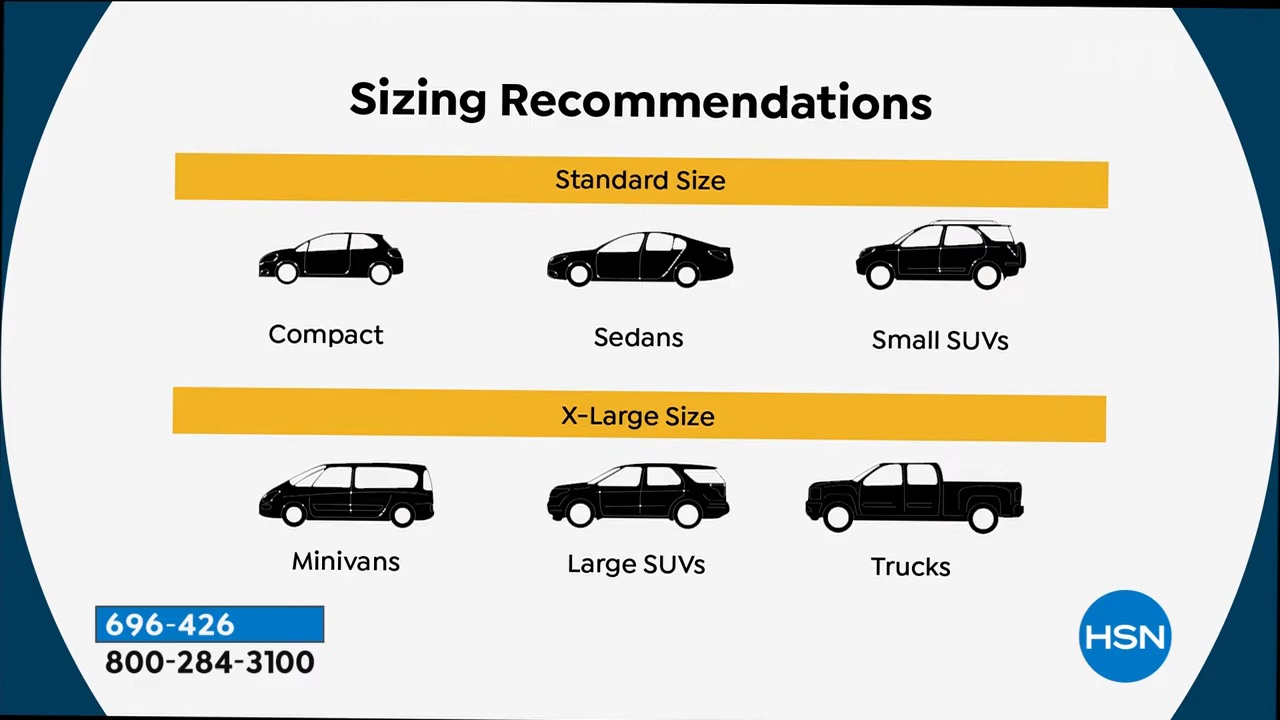 Sizing Recommendations
Standard Size
Compact
Sedans
Small SUVs
X-Large Size
Minivans
Large SUVs
Trucks
696-426
800-284-3100
HSN